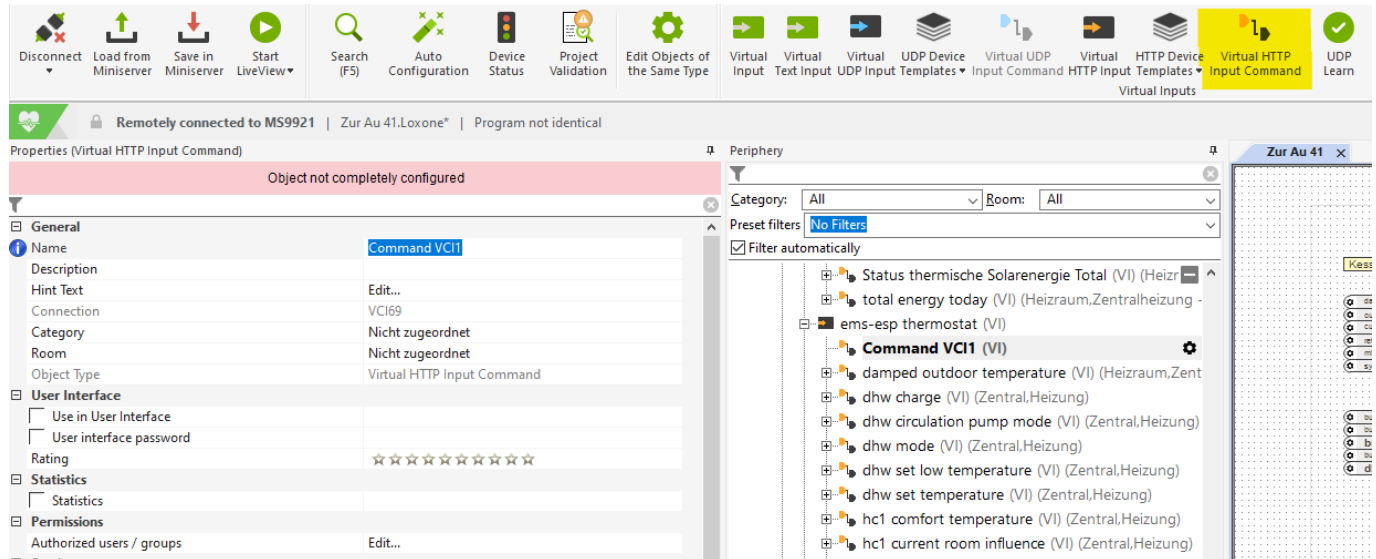 Disconnect Load from Miniserver Save in Miniserver Start LiveView Search (F5) Auto Configuration Device Status Project Validation Edit Objects of the Same Type Virtual Input Virtual Text Input Virtual UDP Input UDP Device Templates Virtual UDP Input Command Virtual HTTP Input HTTP Device Templates Virtual HTTP Input Command UDP Learn
Virtual Inputs
Remotely connected to MS9921 | Zur Au 41.Loxone* | Program not identical
Properties (Virtual HTTP Input Command)
Object not completely configured
General
Name Command VCI1
Description
Hint Text Edit...
Connection VCI69
Category Nicht zugeordnet
Room Nicht zugeordnet
Object Type Virtual HTTP Input Command
User Interface
Use in User Interface
User interface password
Rating
Statistics
Statistics
Permissions
Authorized users / groups Edit...
Periphery
Category: All Room: All
Preset filters No Filters
Filter automatically
Status thermische Solarenergie Total (VI) (Heizr
total energy today (VI) (Heizraum,Zentralheizung -
ems-esp thermostat (VI)
Command VCI1 (VI)
damped outdoor temperature (VI) (Heizraum,Zent
dhw charge (VI) (Zentral,Heizung)
dhw circulation pump mode (VI) (Zentral,Heizung)
dhw mode (VI) (Zentral,Heizung)
dhw set low temperature (VI) (Zentral,Heizung)
dhw set temperature (VI) (Zentral,Heizung)
hc1 comfort temperature (VI) (Zentral,Heizung)
hc1 current room influence (VI) (Zentral,Heizung)
Zur Au 41
Kess